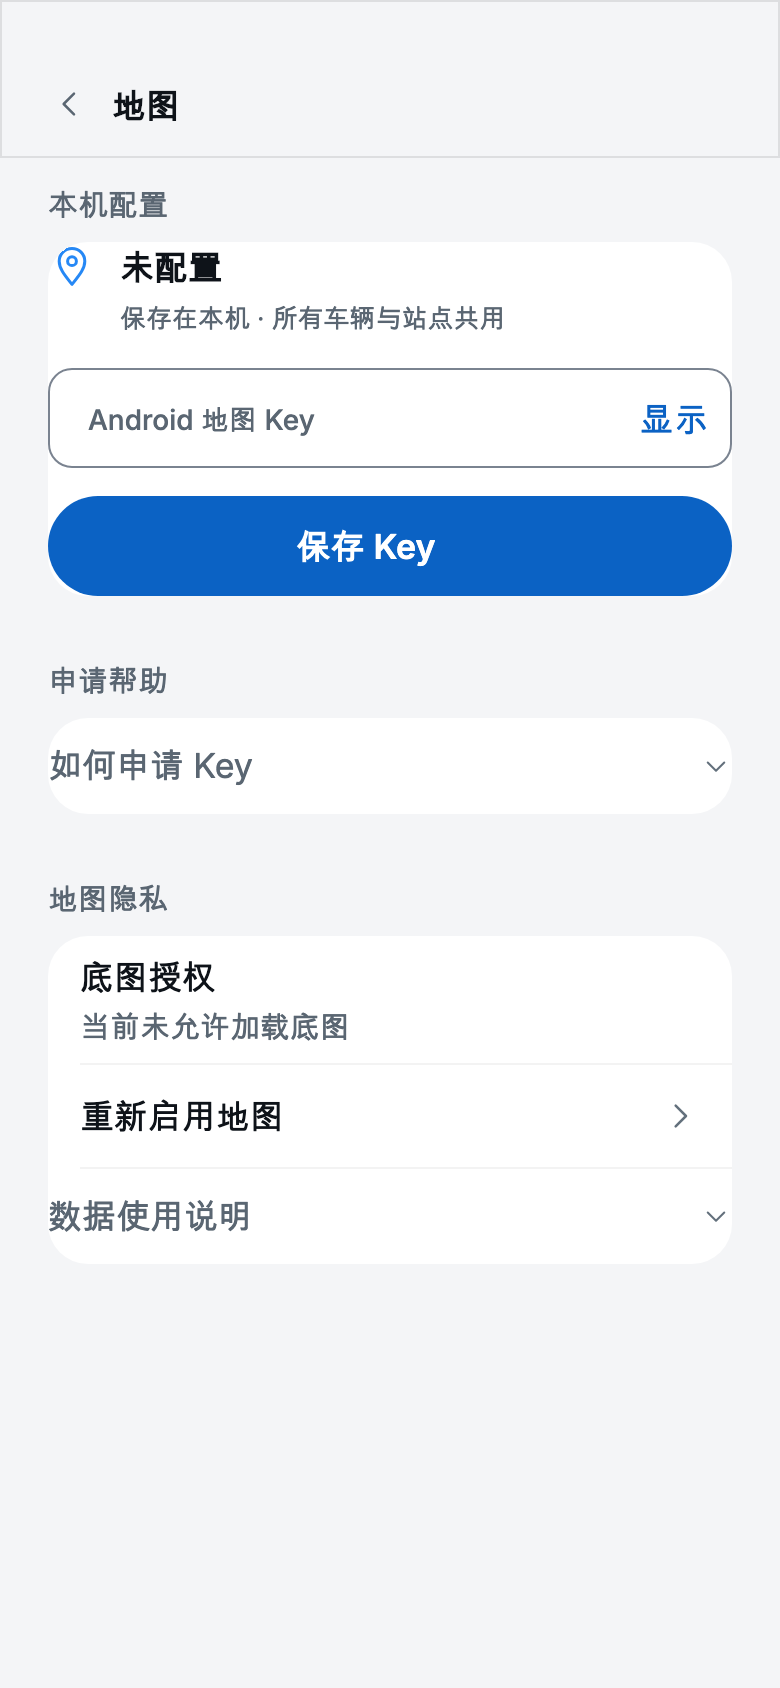 地图
本机配置
未配置
保存在本机 · 所有车辆与站点共用
Android 地图 Key
显示
保存 Key
申请帮助
如何申请 Key
地图隐私
底图授权
当前未允许加载底图
重新启用地图
数据使用说明